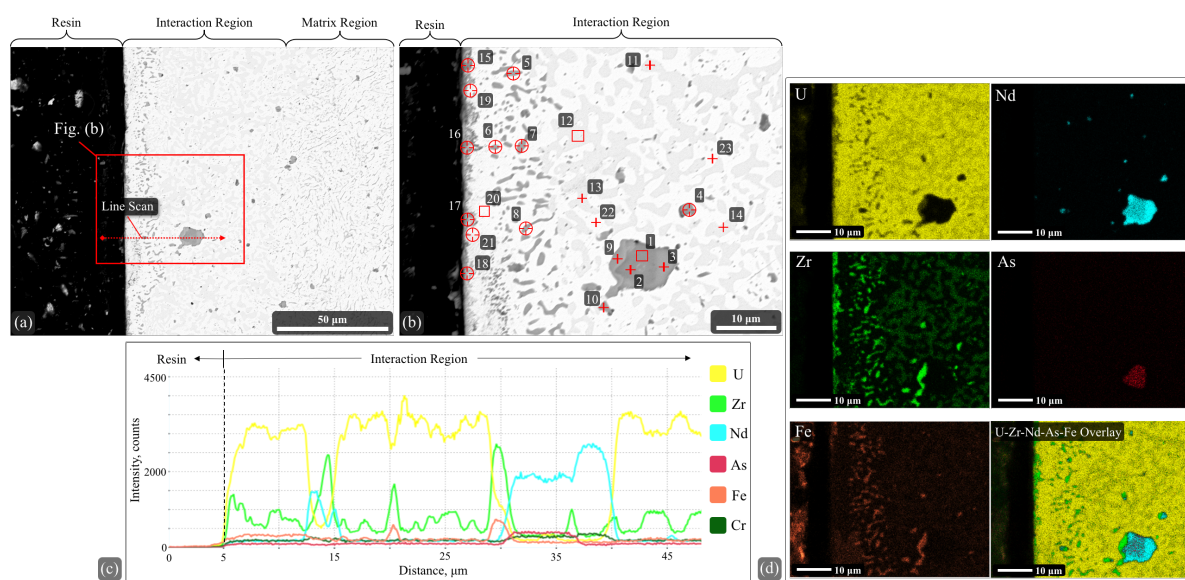 Resin Interaction Region Matrix Region
Fig. (b)
Line Scan
50 µm
(a)
Resin Interaction Region
15 5 11
19
16 6 7 12
23
13 4
17 20
22 14
8
21 9 1
3
18 2
10
10 µm
(b)
Resin Interaction Region
4500
2000
0
0 5 15 25 35 45
Intensity, counts
Distance, µm
U
Zr
Nd
As
Fe
Cr
(c)
U Nd
10 µm 10 µm
Zr As
10 µm 10 µm
Fe U-Zr-Nd-As-Fe Overlay
10 µm 10 µm
(d)